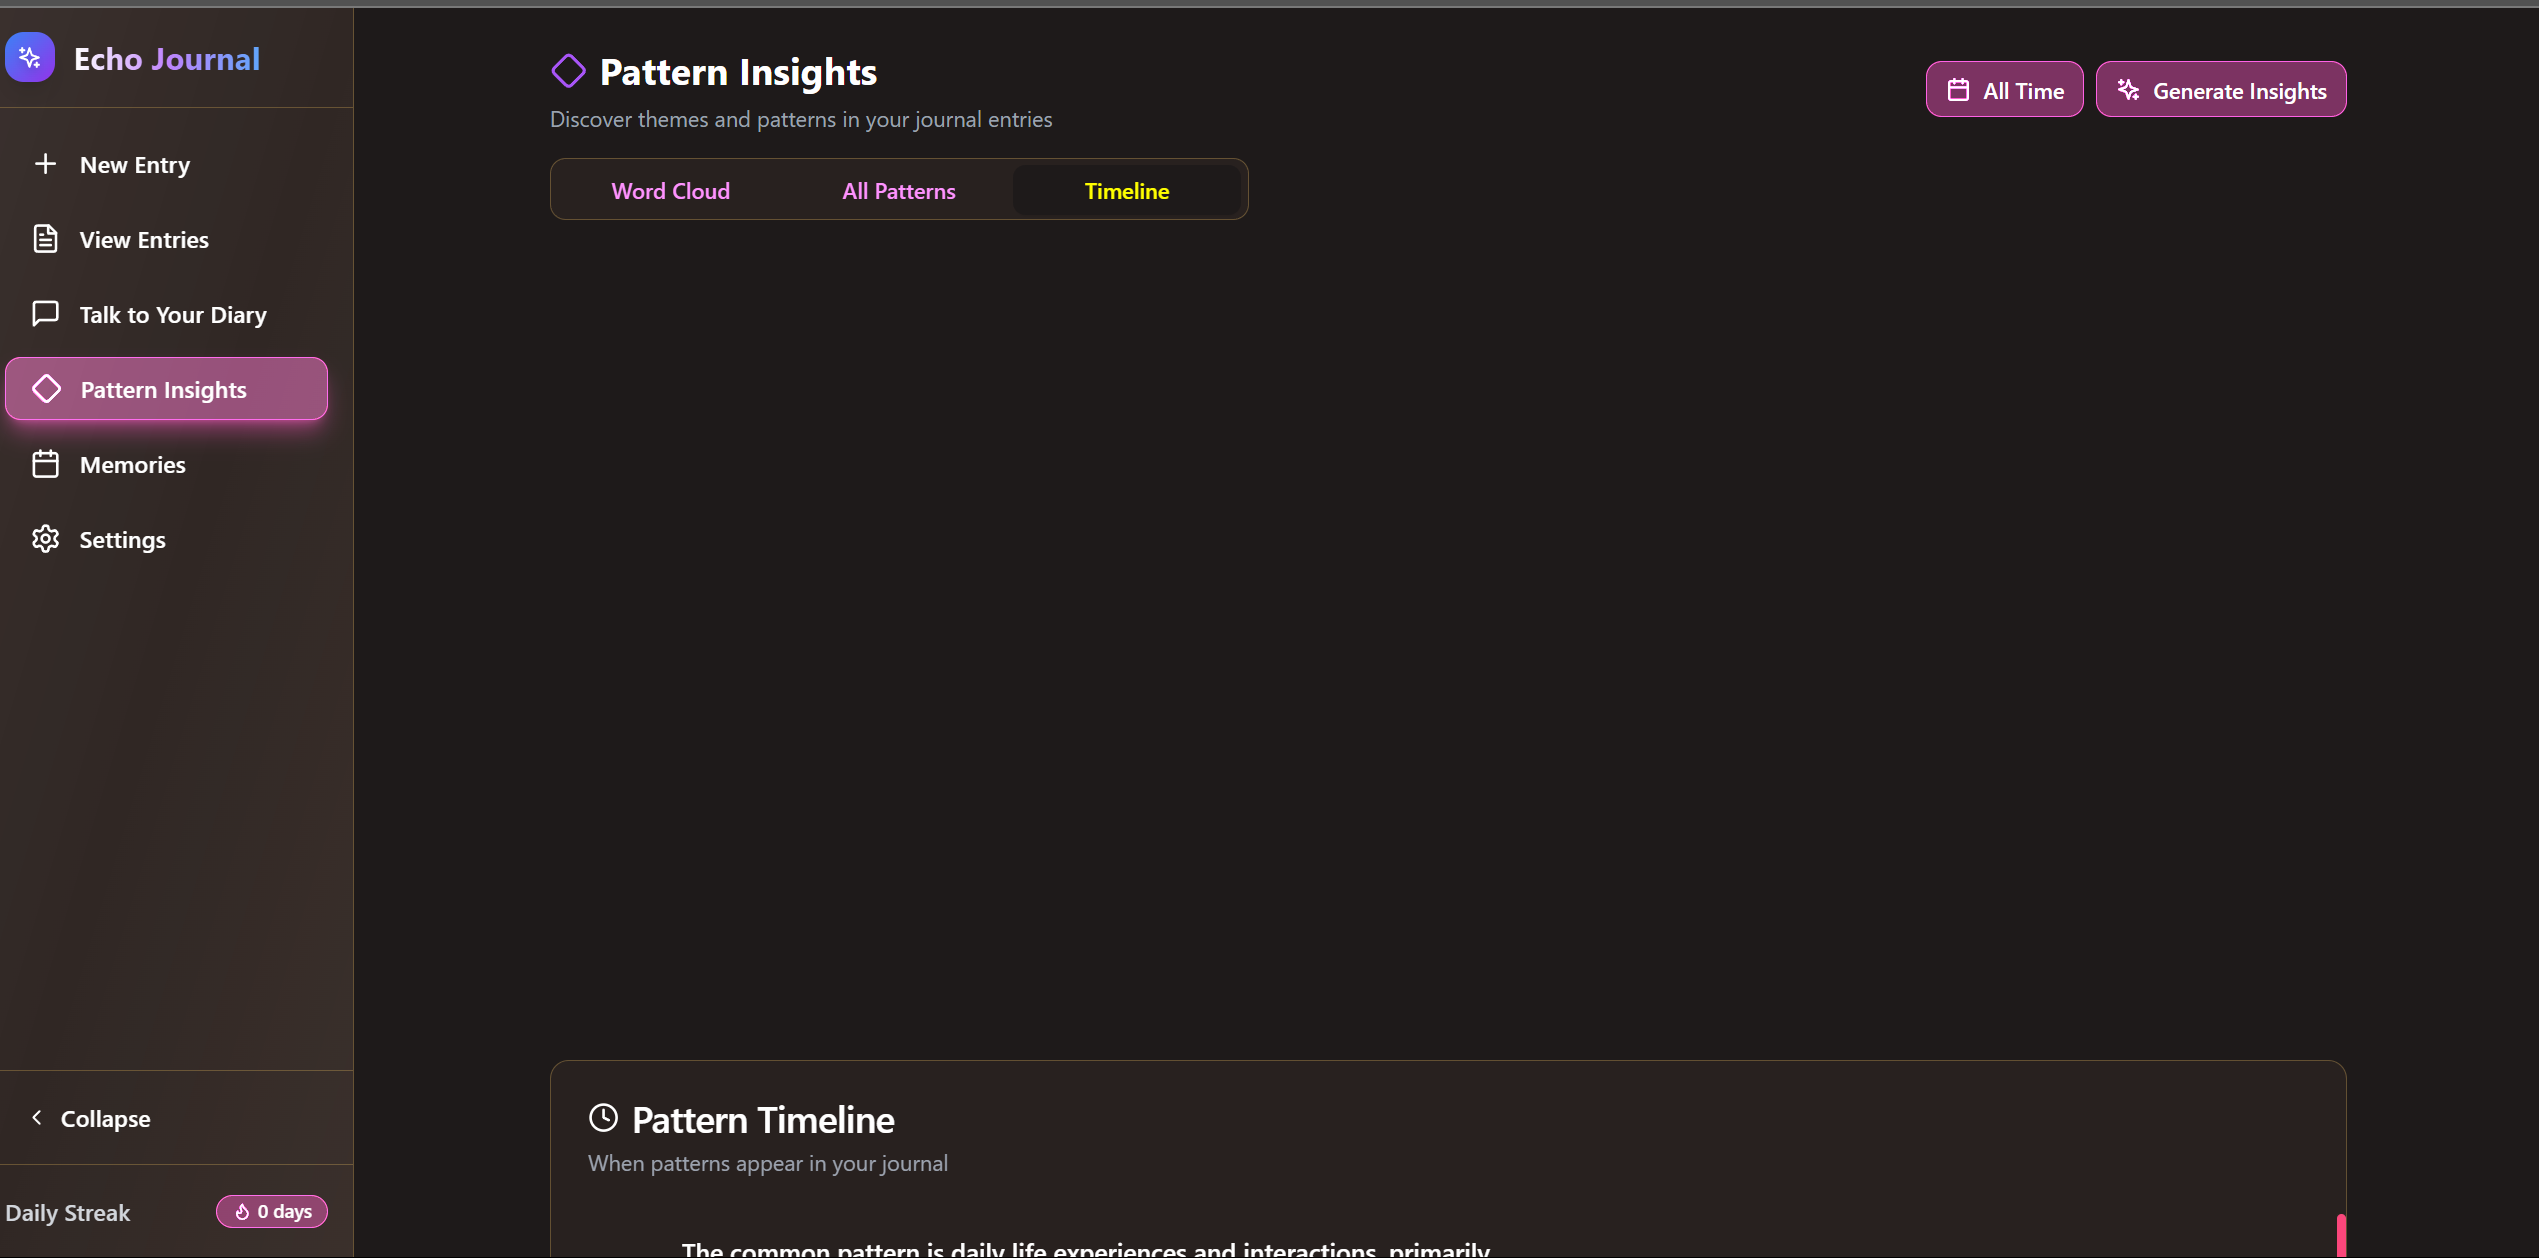 Echo Journal
New Entry
View Entries
Talk to Your Diary
Pattern Insights
Memories
Settings
Collapse
Daily Streak
0 days
Pattern Insights
Discover themes and patterns in your journal entries
All Time
Generate Insights
Word Cloud
All Patterns
Timeline
Pattern Timeline
When patterns appear in your journal
The common pattern is daily life experiences and interactions, primarily